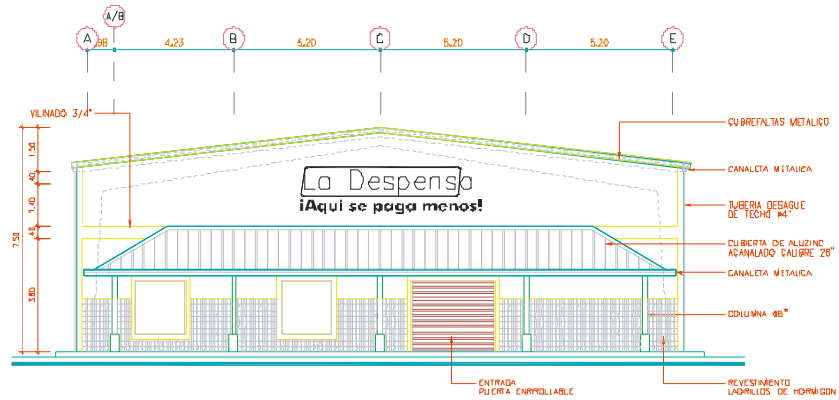 A/B
A B C D E
.98 4.23 5.20 5.20 5.20
VILINADO 3/4"
CUBREFALTAS METALICO
CANALETA METALICA
TUBERIA DESAGUE
DE TECHO Ø4"
CUBIERTA DE ALUZINC
ACANALADO CALIBRE 26"
CANALETA METALICA
COLUMNA Ø8"
La Despensa
¡Aqui se paga menos!
1.50
.40
1.40
.40
3.80
7.50
ENTRADA
PUERTA ENRROLLABLE
REVESTIMIENTO
LADRILLOS DE HORMIGON